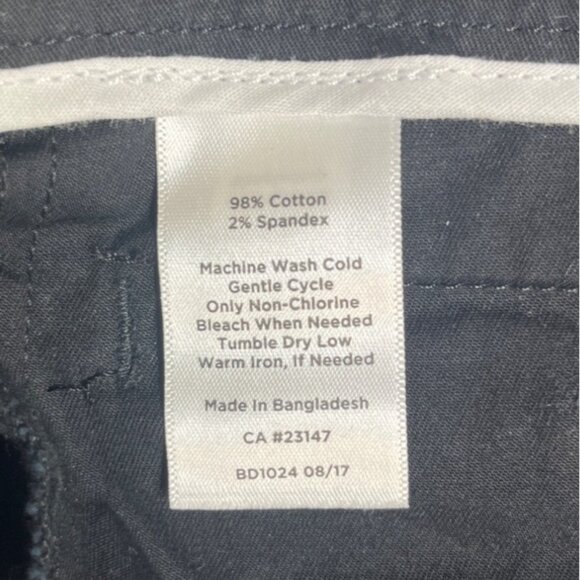 98% Cotton
2% Spandex
Machine Wash Cold
Gentle Cycle
Only Non-Chlorine
Bleach When Needed
Tumble Dry Low
Warm Iron, If Needed
Made In Bangladesh
CA #23147
BD1024 08/17